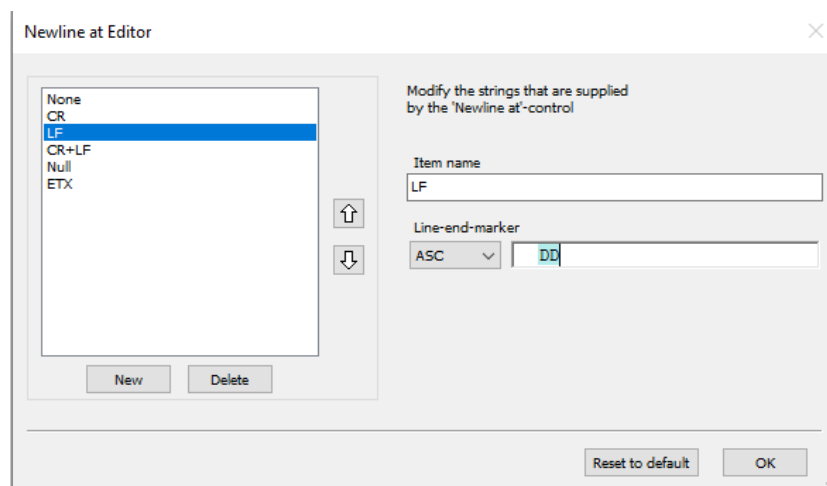 Newline at Editor
None
CR
LF
CR+LF
Null
ETX
Modify the strings that are supplied
by the 'Newline at'-control
Item name
LF
Line-end-marker
ASC DD
New Delete
Reset to default OK